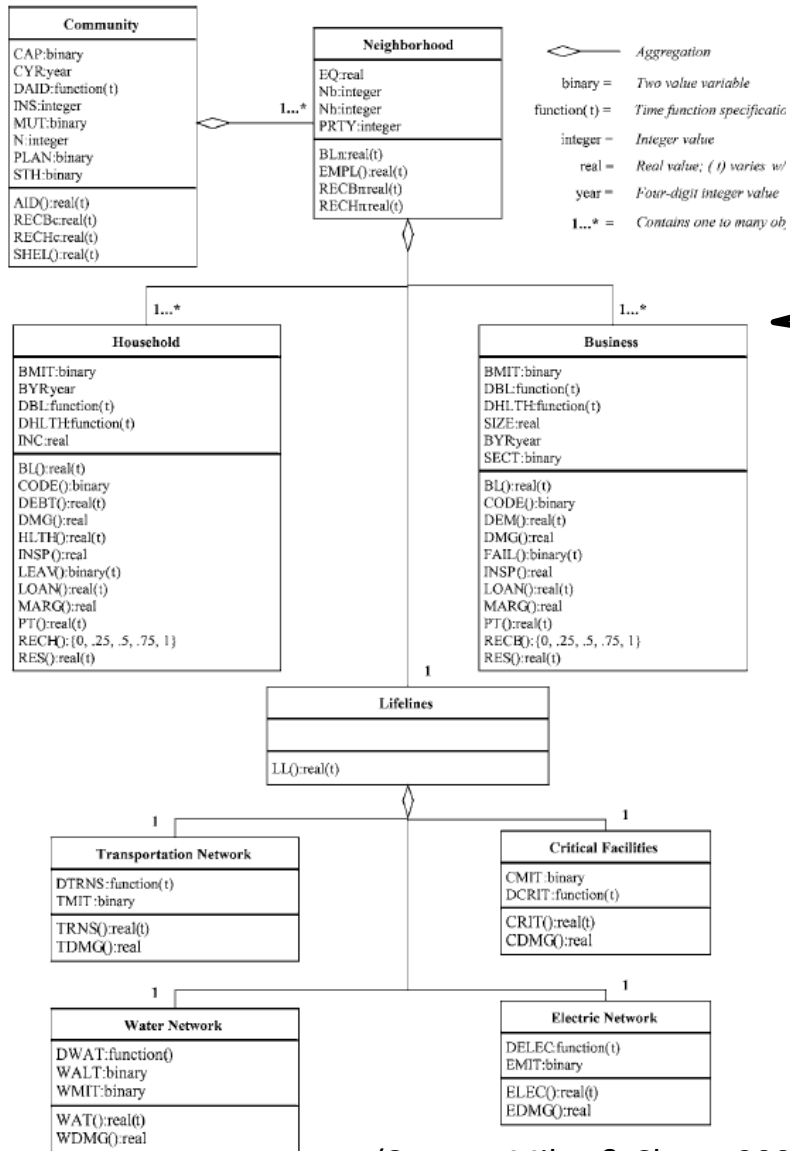 Community
CAP:binary
CYR:year
DAID:function(t)
INS:integer
MUT:binary
N:integer
PLAN:binary
STH:binary
AID():real(t)
RECBc:real(t)
RECHc:real(t)
SHEL():real(t)
1...*
Neighborhood
EQ:real
Nb:integer
Nh:integer
PRTY:integer
BLn:real(t)
EMPL():real(t)
RECBn:real(t)
RECHn:real(t)
Aggregation
binary = Two value variable
function(t) = Time function specificatio
integer = Integer value
real = Real value; (t) varies w/
year = Four-digit integer value
1...* = Contains one to many obj
1...*
Household
BMIT:binary
BYR:year
DBL:function(t)
DHLTH:function(t)
INC:real
BL():real(t)
CODE():binary
DEBT():real(t)
DMG():real
HLTH():real(t)
INSP():real
LEAV():binary(t)
LOAN():real(t)
MARG():real
PT():real(t)
RECH():{0, .25, .5, .75, 1}
RES():real(t)
1...*
Business
BMIT:binary
DBL:function(t)
DHLTH:function(t)
SIZE:real
BYR:year
SECT:binary
BL():real(t)
CODE():binary
DEM():real(t)
DMG():real
FAIL():binary(t)
INSP():real
LOAN():real(t)
MARG():real
PT():real(t)
RECB():{0, .25, .5, .75, 1}
RES():real(t)
1
Lifelines
LL():real(t)
1
Transportation Network
DTRNS:function(t)
TMIT:binary
TRNS():real(t)
TDMG():real
1
Critical Facilities
CMIT:binary
DCRIT:function(t)
CRIT():real(t)
CDMG():real
1
Water Network
DWAT:function()
WALT:binary
WMIT:binary
WAT():real(t)
WDMG():real
1
Electric Network
DELEC:function(t)
EMIT:binary
ELEC():real(t)
EDMG():real